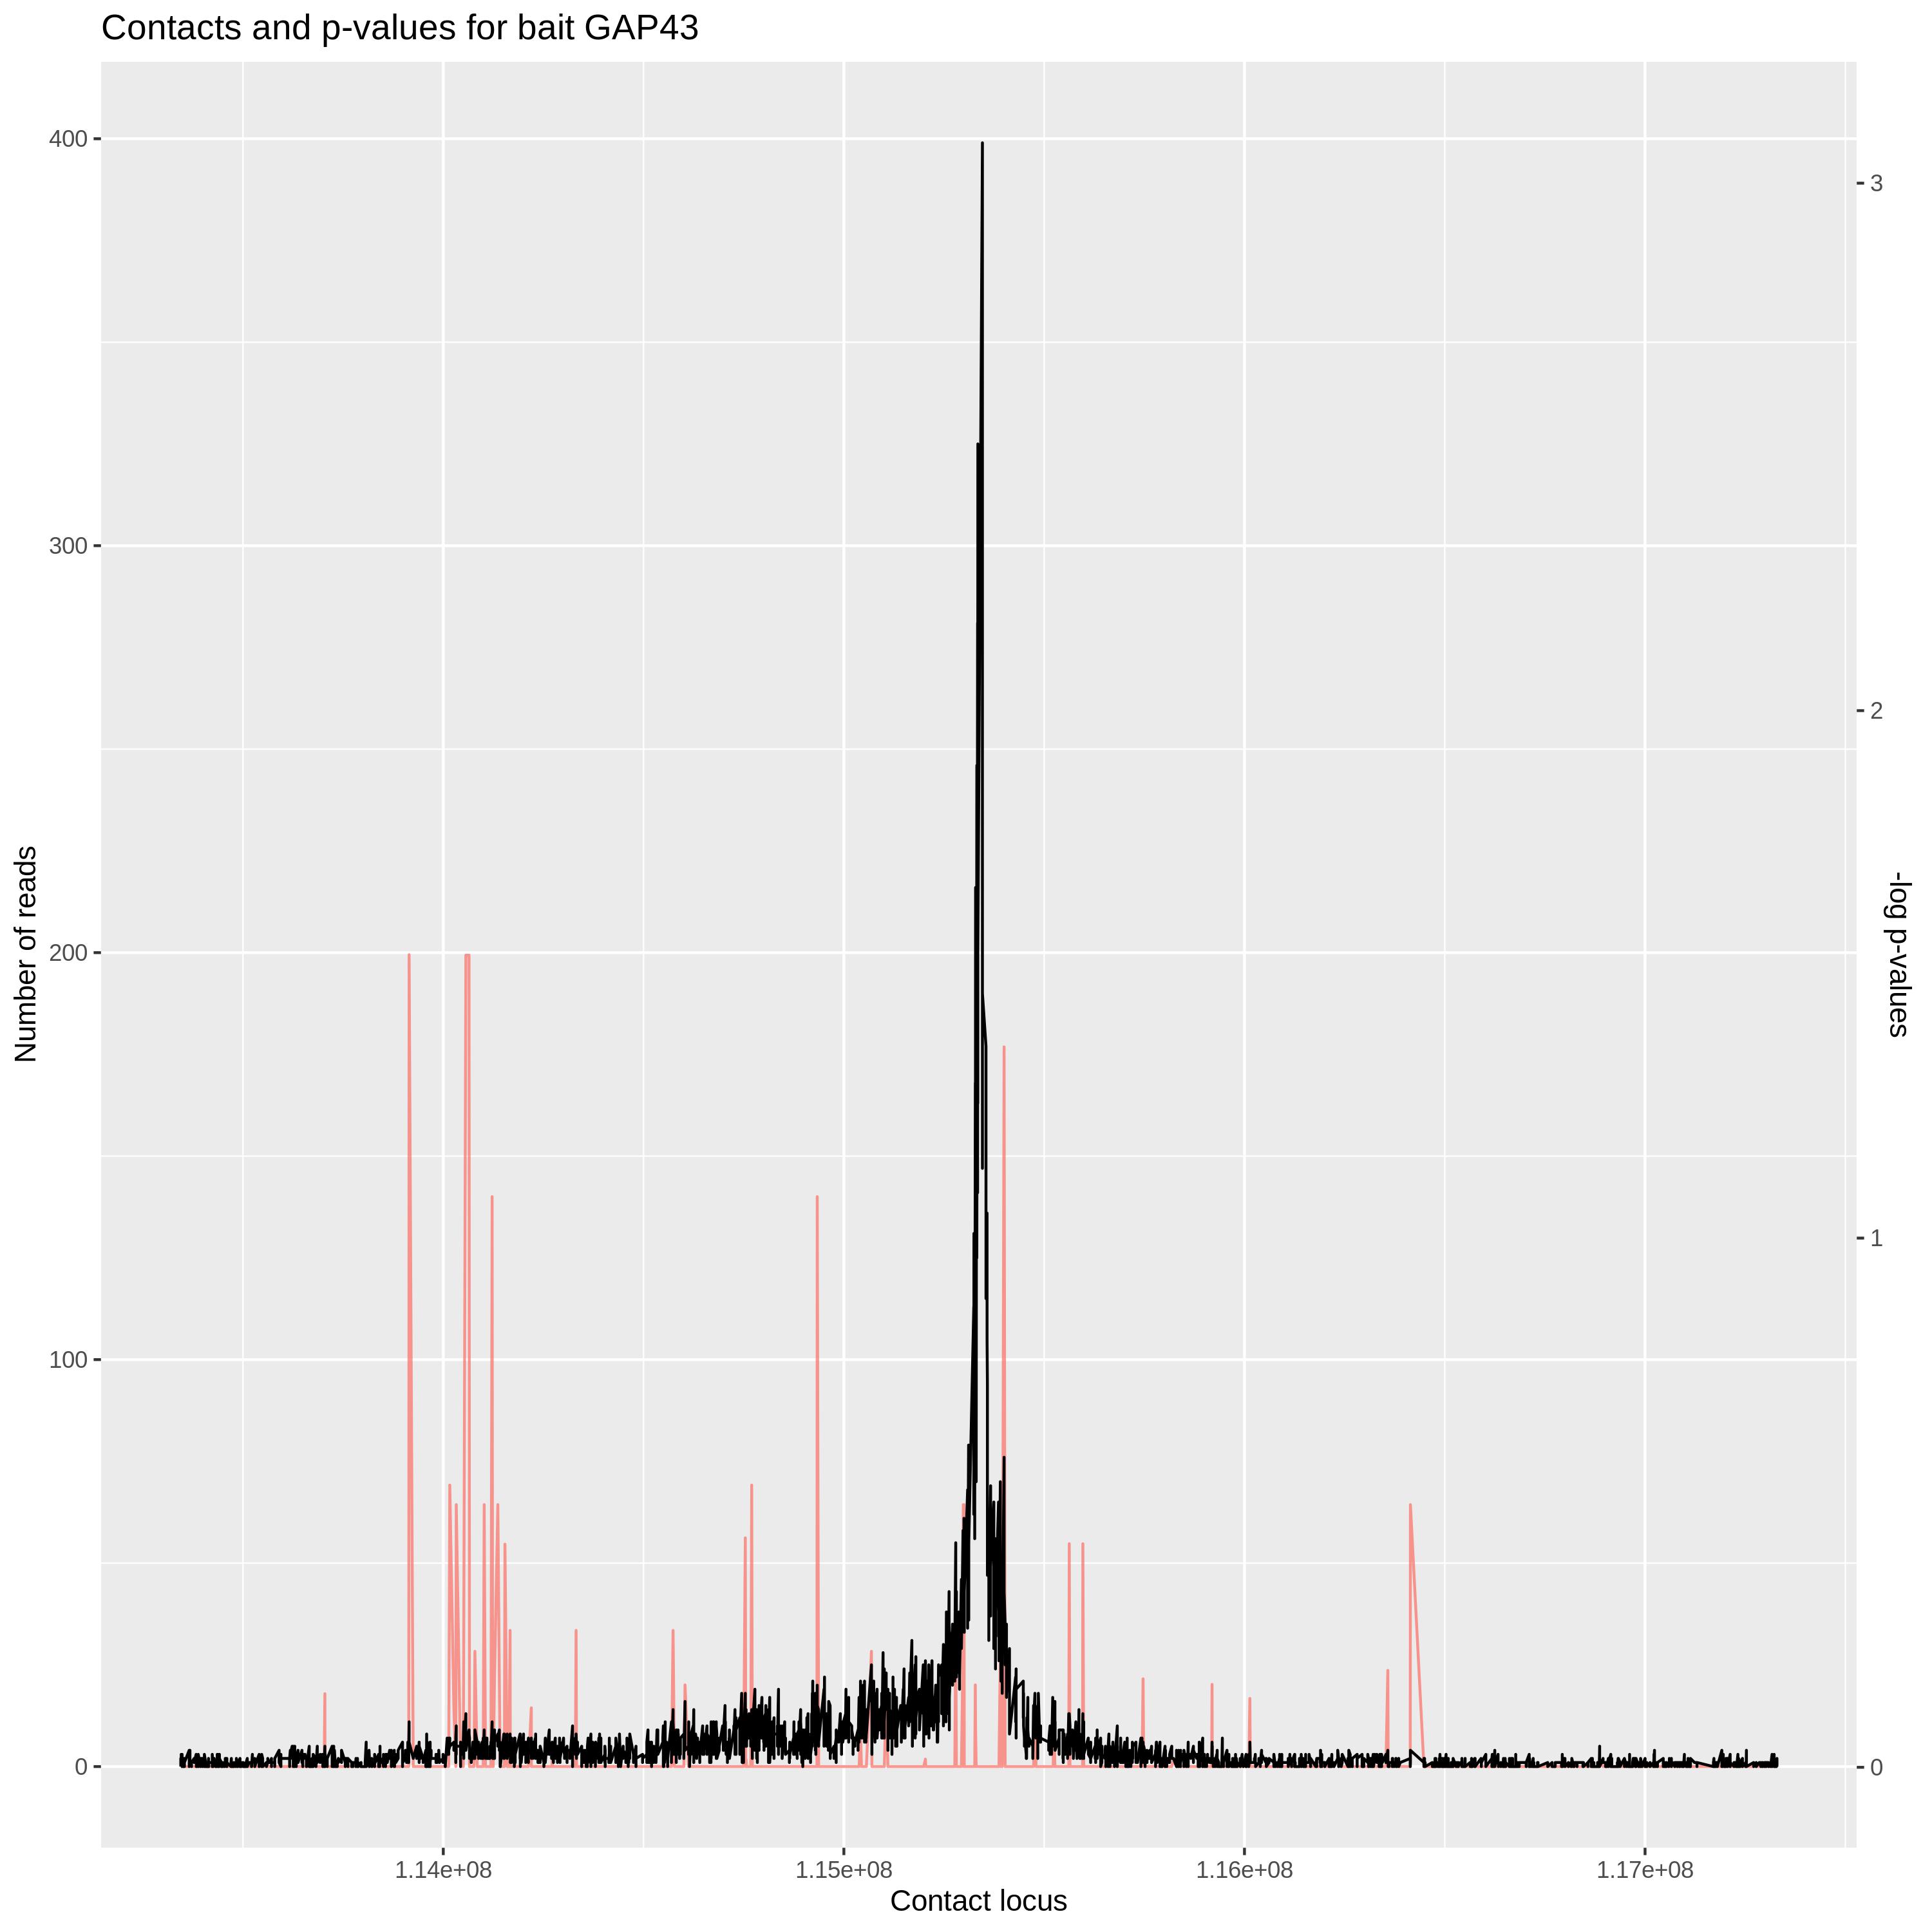 Contacts and p-values for bait GAP43
400
300
200
100
0
Number of reads
3
2
1
0
-log p-values
1.14e+08 1.15e+08 1.16e+08 1.17e+08
Contact locus